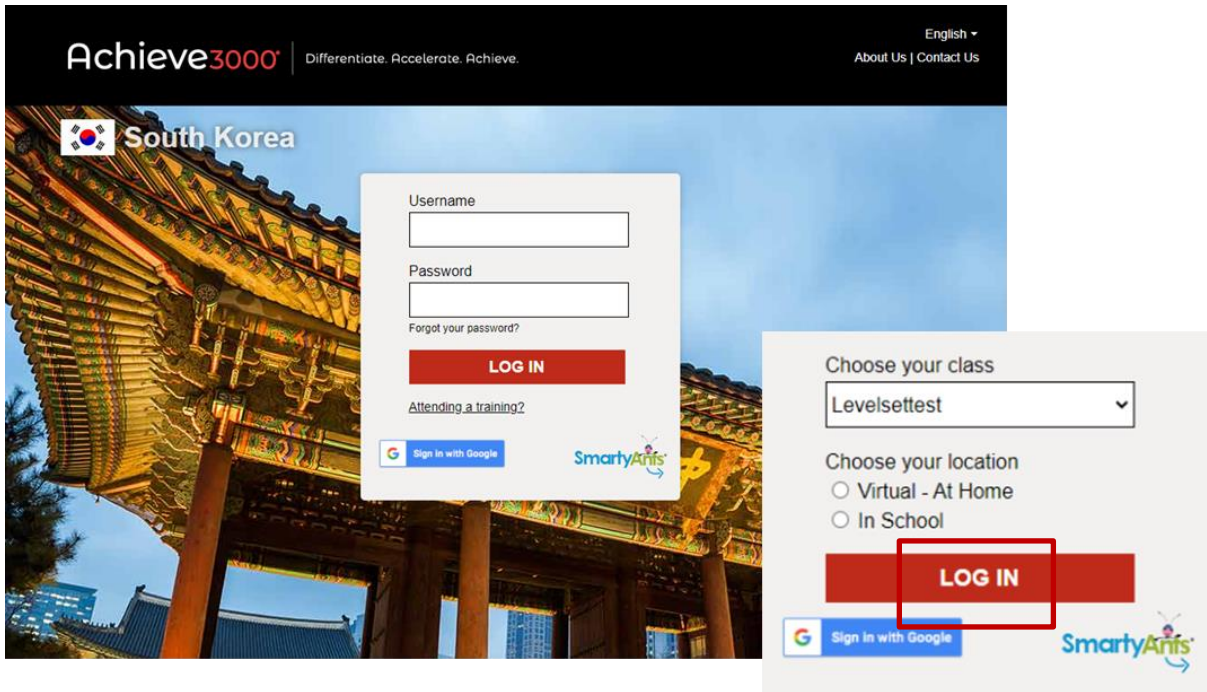 Achieve3000
Differentiate. Accelerate. Achieve.
English
About Us | Contact Us
South Korea
Username
Password
Forgot your password?
LOG IN
Attending a training?
G Sign in with Google
SmartyAnts
Choose your class
Levelsettest
Choose your location
Virtual - At Home
In School
LOG IN
G Sign in with Google
SmartyAnts